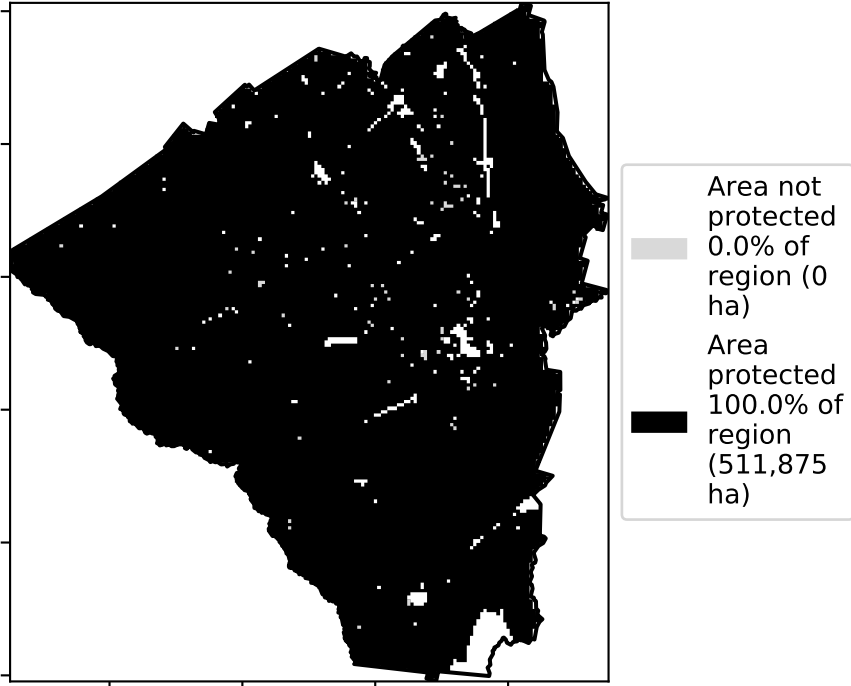 Area not
protected
0.0% of
region (0
ha)
Area
protected
100.0% of
region
(511,875
ha)